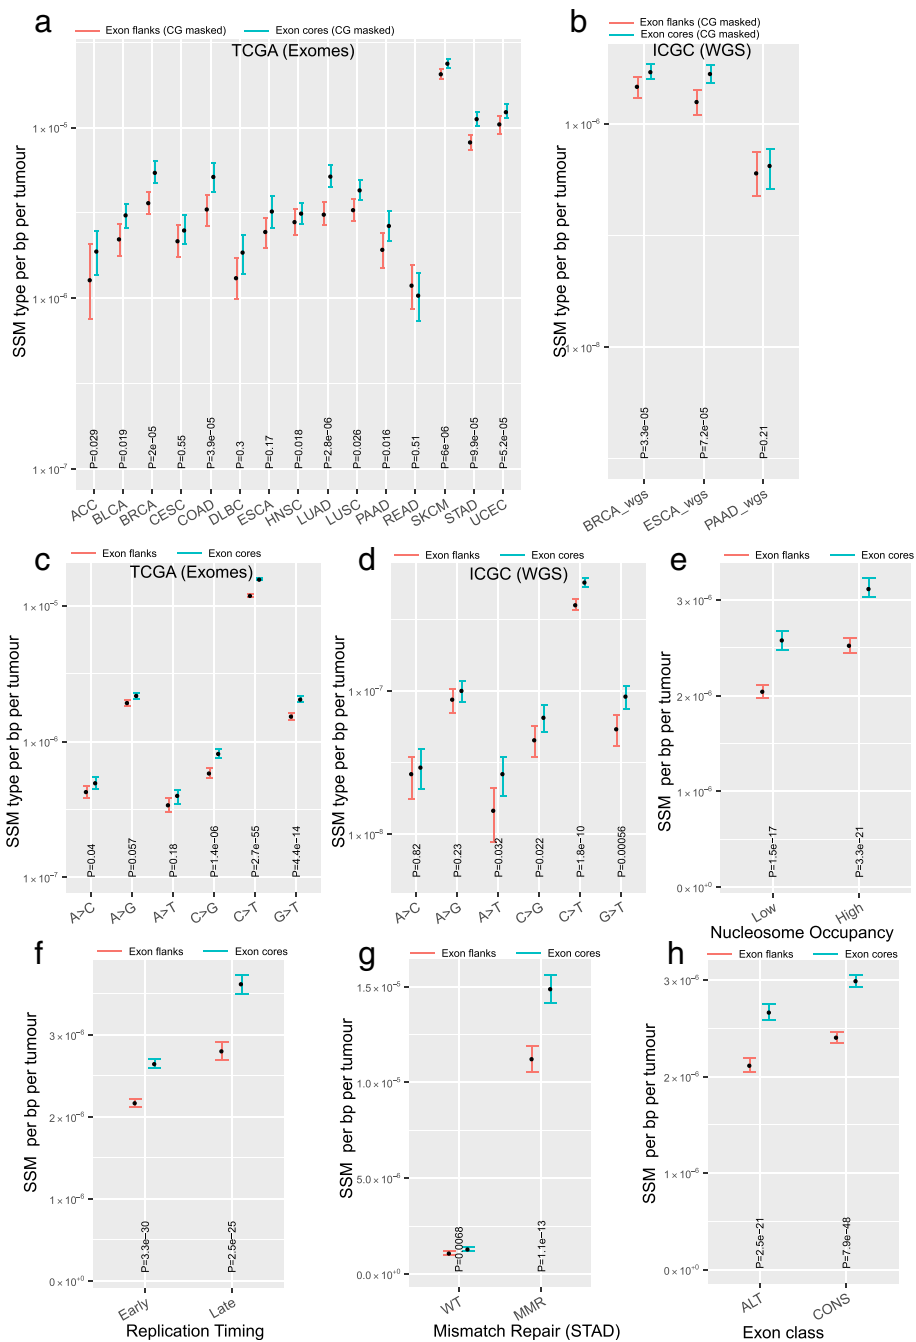 a
Exon flanks (CG masked)
Exon cores (CG masked)
TCGA (Exomes)
SSM type per bp per tumour
1 × 10⁻⁵
1 × 10⁻⁶
1 × 10⁻⁷
P=0.029
P=0.019
P=2e−05
P=0.55
P=3.9e−05
P=0.3
P=0.17
P=0.018
P=2.8e−06
P=0.026
P=0.016
P=0.51
P=6e−06
P=9.9e−05
P=5.2e−05
ACC
BLCA
BRCA
CESC
COAD
DLBC
ESCA
HNSC
LUAD
LUSC
PAAD
READ
SKCM
STAD
UCEC
b
Exon flanks (CG masked)
Exon cores (CG masked)
ICGC (WGS)
SSM type per bp per tumour
1 × 10⁻⁶
1 × 10⁻⁸
P=3.3e−05
P=7.2e−05
P=0.21
BRCA_wgs
ESCA_wgs
PAAD_wgs
c
Exon flanks
Exon cores
TCGA (Exomes)
SSM type per bp per tumour
1 × 10⁻⁵
1 × 10⁻⁶
1 × 10⁻⁷
P=0.04
P=0.057
P=0.18
P=1.4e−06
P=2.7e−55
P=4.4e−14
A>C
A>G
A>T
C>G
C>T
G>T
d
Exon flanks
Exon cores
ICGC (WGS)
SSM type per bp per tumour
1 × 10⁻⁷
1 × 10⁻⁸
P=0.82
P=0.23
P=0.032
P=0.022
P=1.8e−10
P=0.00056
A>C
A>G
A>T
C>G
C>T
G>T
e
Exon flanks
Exon cores
SSM per bp per tumour
3 × 10⁻⁶
2 × 10⁻⁶
1 × 10⁻⁶
0 × 10⁺⁰
P=1.5e−17
P=3.3e−21
Low
High
Nucleosome Occupancy
f
Exon flanks
Exon cores
SSM per bp per tumour
3 × 10⁻⁶
2 × 10⁻⁶
1 × 10⁻⁶
0 × 10⁺⁰
P=3.3e−30
P=2.5e−25
Early
Late
Replication Timing
g
Exon flanks
Exon cores
SSM per bp per tumour
1.5 × 10⁻⁵
1.0 × 10⁻⁵
5.0 × 10⁻⁶
0.0 × 10⁺⁰
P=0.0068
P=1.1e−13
WT
MMR
Mismatch Repair (STAD)
h
Exon flanks
Exon cores
SSM per bp per tumour
3 × 10⁻⁶
2 × 10⁻⁶
1 × 10⁻⁶
0 × 10⁺⁰
P=2.5e−21
P=7.9e−48
ALT
CONS
Exon class